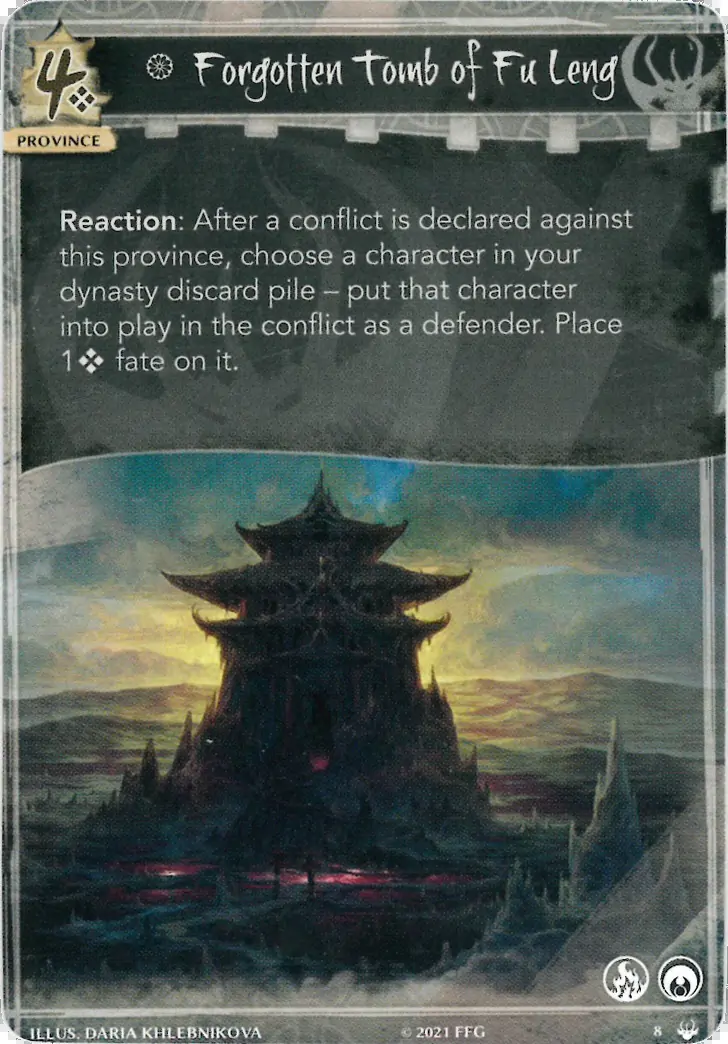 4
Forgotten Tomb of Fu Leng
PROVINCE
Reaction: After a conflict is declared against
this province, choose a character in your
dynasty discard pile – put that character
into play in the conflict as a defender. Place
1 fate on it.
ILLUS. DARIA KHLEBNIKOVA
© 2021 FFG
8